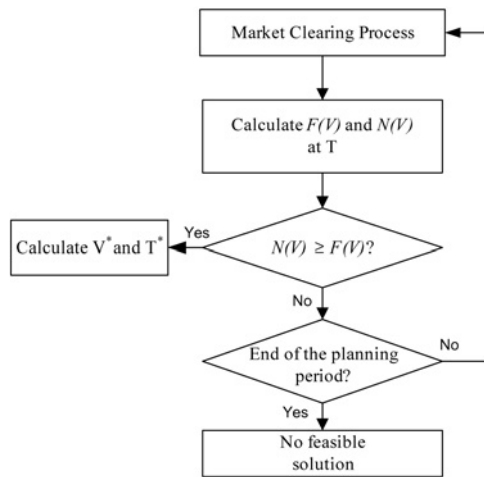 Market Clearing Process
Calculate F(V) and N(V)
at T
Yes
Calculate V* and T*
N(V) ≥ F(V)?
No
End of the planning
period?
No
Yes
No feasible
solution